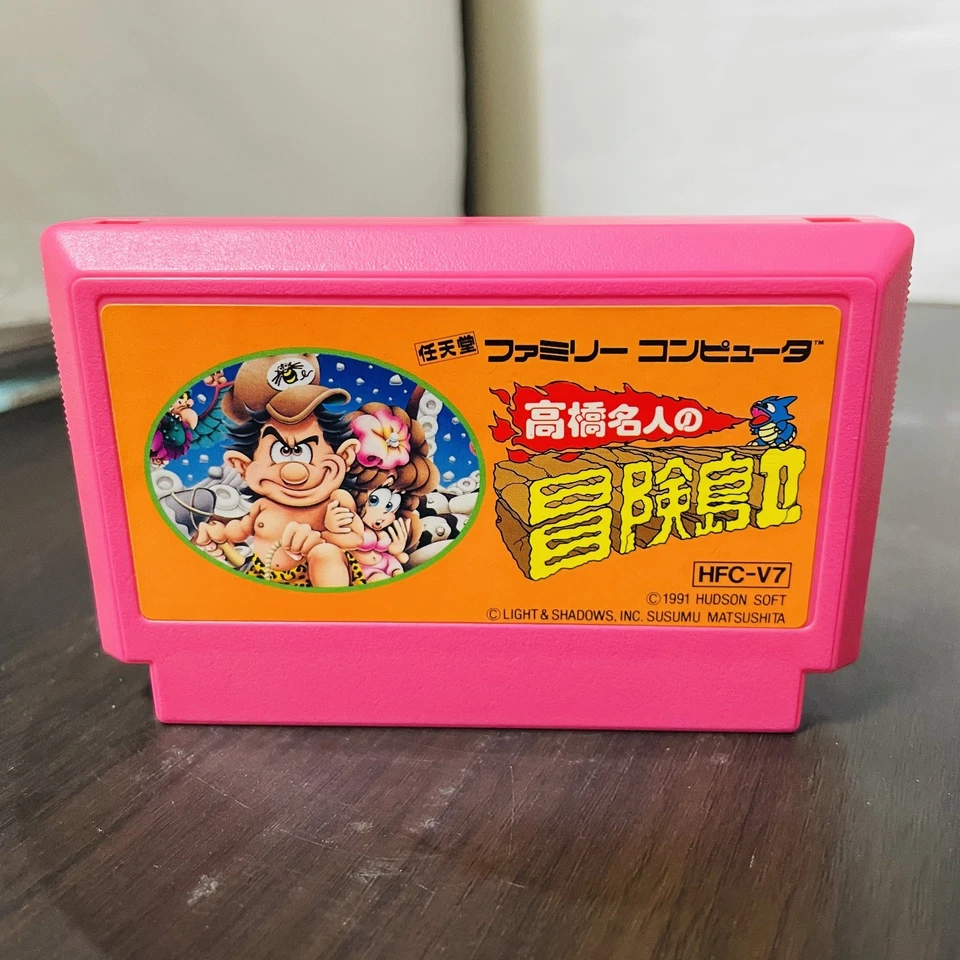 任天堂 ファミリー コンピュータ™
高橋名人の
冒険島II
HFC-V7
©1991 HUDSON SOFT
©LIGHT & SHADOWS, INC. SUSUMU MATSUSHITA